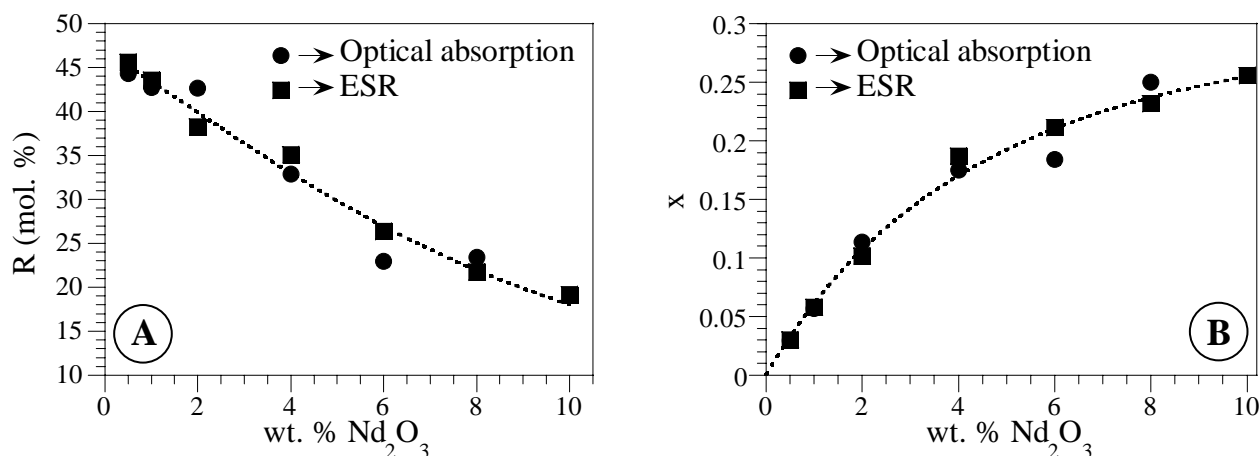 50
45
40
35
30
25
20
15
10
R (mol. %)
→ Optical absorption
→ ESR
A
0 2 4 6 8 10
wt. % Nd₂O₃
0.3
0.25
0.2
0.15
0.1
0.05
0
x
→ Optical absorption
→ ESR
B
0 2 4 6 8 10
wt. % Nd₂O₃